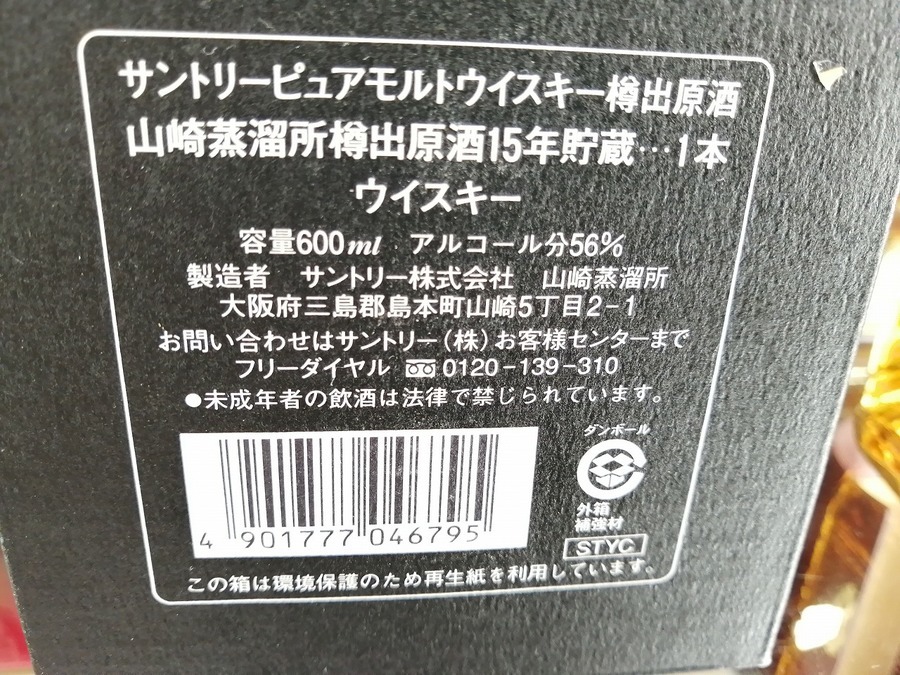 サントリーピュアモルトウイスキー樽出原酒
山崎蒸溜所樽出原酒15年貯蔵…1本
ウイスキー
容量600ml アルコール分56%
製造者 サントリー株式会社 山崎蒸溜所
大阪府三島郡島本町山崎5丁目2-1
お問い合わせはサントリー(株)お客様センターまで
フリーダイヤル 0120-139-310
●未成年者の飲酒は法律で禁じられています。
4 901777 046795
ダンボール
外箱
補強材
STYC
この箱は環境保護のため再生紙を利用しています。